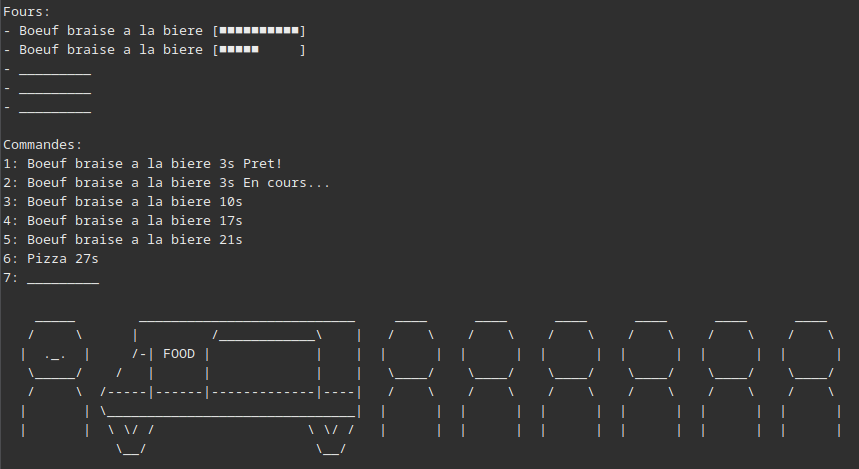 Fours:
- Boeuf braise a la biere [■■■■■■■■■■]
- Boeuf braise a la biere [■■■■■     ]
- _________
- _________
- _________
Commandes:
1: Boeuf braise a la biere 3s Pret!
2: Boeuf braise a la biere 3s En cours...
3: Boeuf braise a la biere 10s
4: Boeuf braise a la biere 17s
5: Boeuf braise a la biere 21s
6: Pizza 27s
7: _________
FOOD